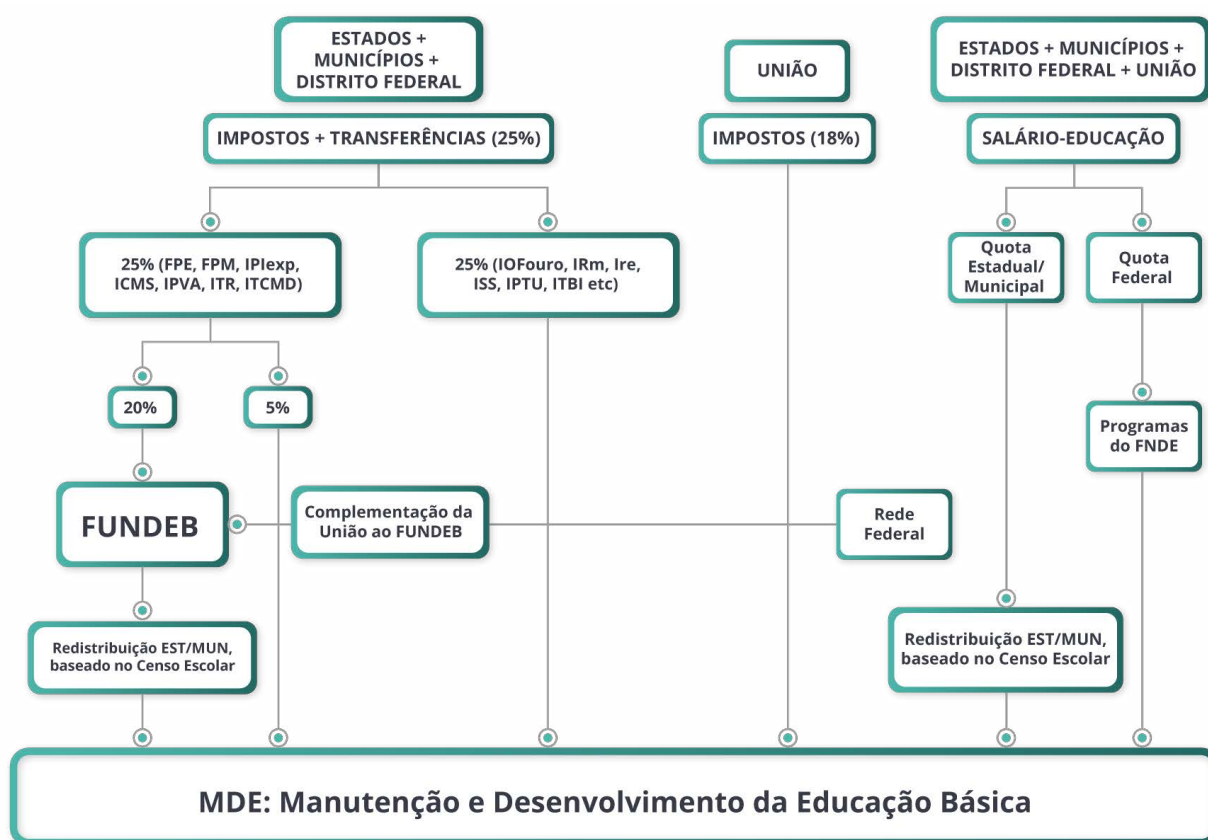 ESTADOS +
MUNICÍPIOS +
DISTRITO FEDERAL
UNIÃO
ESTADOS + MUNICÍPIOS +
DISTRITO FEDERAL + UNIÃO
IMPOSTOS + TRANSFERÊNCIAS (25%)
IMPOSTOS (18%)
SALÁRIO-EDUCAÇÃO
25% (FPE, FPM, IPIexp,
ICMS, IPVA, ITR, ITCMD)
25% (IOFouro, IRm, Ire,
ISS, IPTU, ITBI etc)
Quota
Estadual/
Municipal
Quota
Federal
20%
5%
Programas
do FNDE
FUNDEB
Complementação da
União ao FUNDEB
Rede
Federal
Redistribuição EST/MUN,
baseado no Censo Escolar
Redistribuição EST/MUN,
baseado no Censo Escolar
MDE: Manutenção e Desenvolvimento da Educação Básica